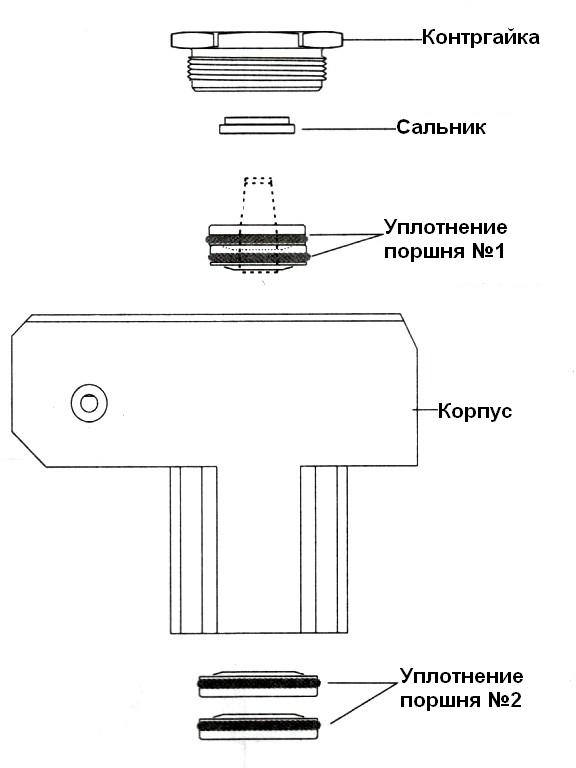 Контргайка
Сальник
Уплотнение
поршня №1
Корпус
Уплотнение
поршня №2